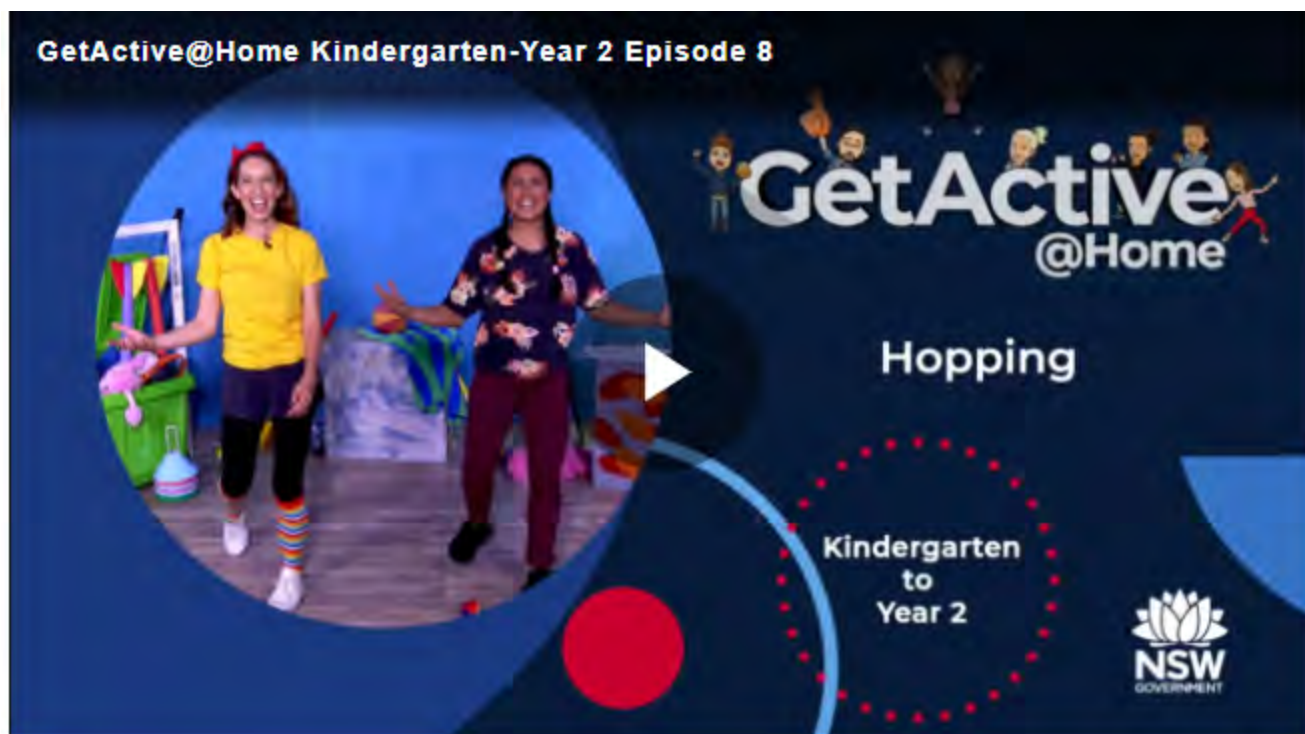 GetActive@Home Kindergarten-Year 2 Episode 8
GetActive
@Home
Hopping
Kindergarten
to
Year 2
NSW
GOVERNMENT